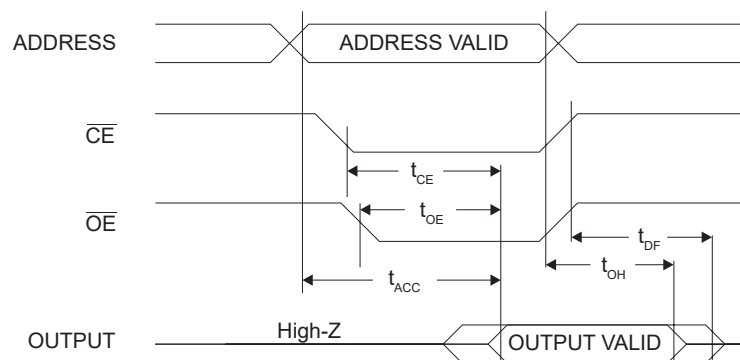 ADDRESS ADDRESS VALID
CE
tCE
OE
tOE
tDF
tOH
tACC
OUTPUT High-Z OUTPUT VALID